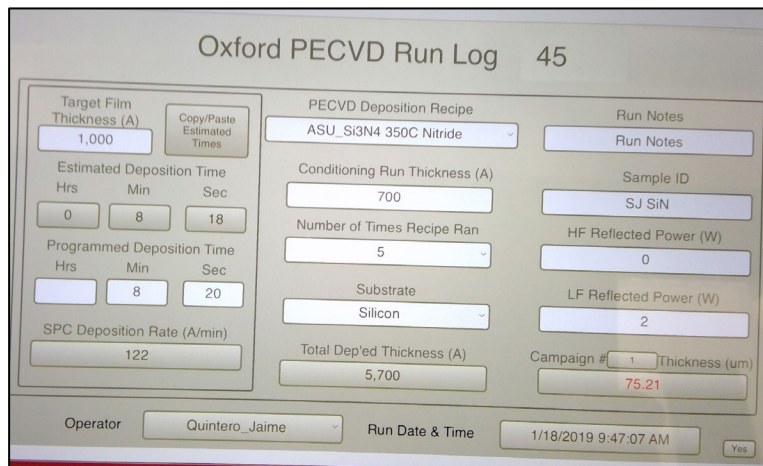 Oxford PECVD Run Log 45
Target Film
Thickness (A)
1,000
Copy/Paste
Estimated
Times
Estimated Deposition Time
Hrs Min Sec
0 8 18
Programmed Deposition Time
Hrs Min Sec
8 20
SPC Deposition Rate (A/min)
122
PECVD Deposition Recipe
ASU_Si3N4 350C Nitride
Conditioning Run Thickness (A)
700
Number of Times Recipe Ran
5
Substrate
Silicon
Total Dep'ed Thickness (A)
5,700
Run Notes
Run Notes
Sample ID
SJ SiN
HF Reflected Power (W)
0
LF Reflected Power (W)
2
Campaign # 1 Thickness (um)
75.21
Operator Quintero_Jaime Run Date & Time 1/18/2019 9:47:07 AM Yes